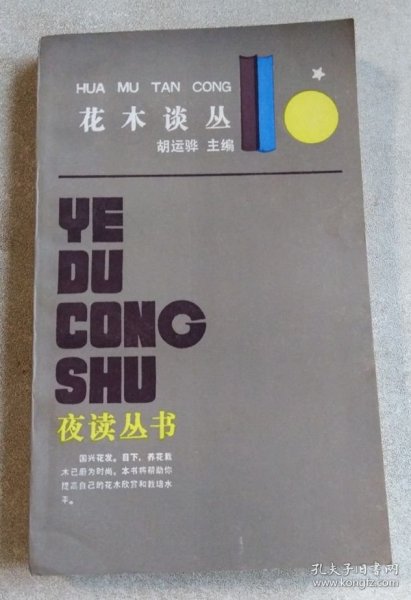 HUA MU TAN CONG
花木谈丛
胡运骅 主编
YE
DU
CONG
SHU
夜读丛书
国兴花发。目下，养花栽
木已蔚为时尚。本书将帮助你
提高自己的花木欣赏和栽培水
平。
孔夫子旧书网